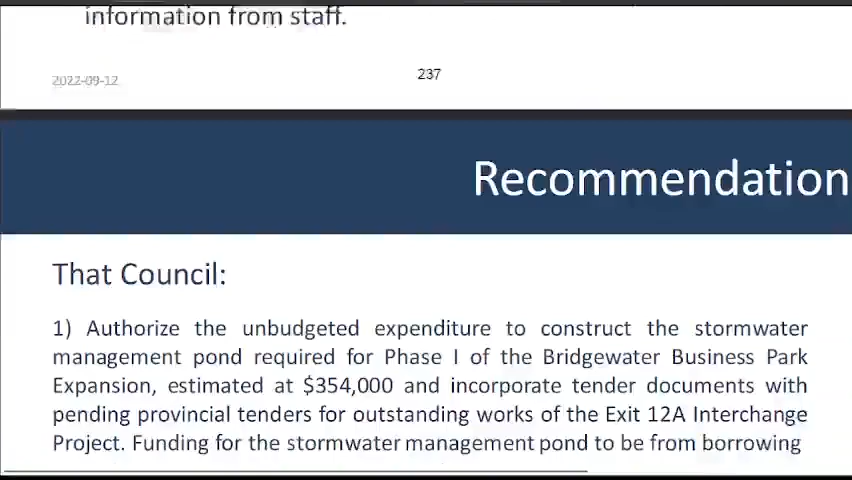 information from staff.
2022-09-12
237
Recommendation
That Council:
1) Authorize the unbudgeted expenditure to construct the stormwater
management pond required for Phase I of the Bridgewater Business Park
Expansion, estimated at $354,000 and incorporate tender documents with
pending provincial tenders for outstanding works of the Exit 12A Interchange
Project. Funding for the stormwater management pond to be from borrowing